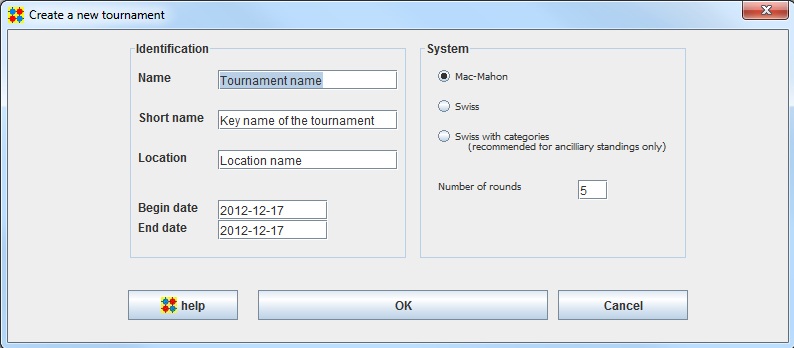 Create a new tournament
Identification
Name
Tournament name
Short name
Key name of the tournament
Location
Location name
Begin date
2012-12-17
End date
2012-12-17
System
Mac-Mahon
Swiss
Swiss with categories
(recommended for ancilliary standings only)
Number of rounds
5
help
OK
Cancel